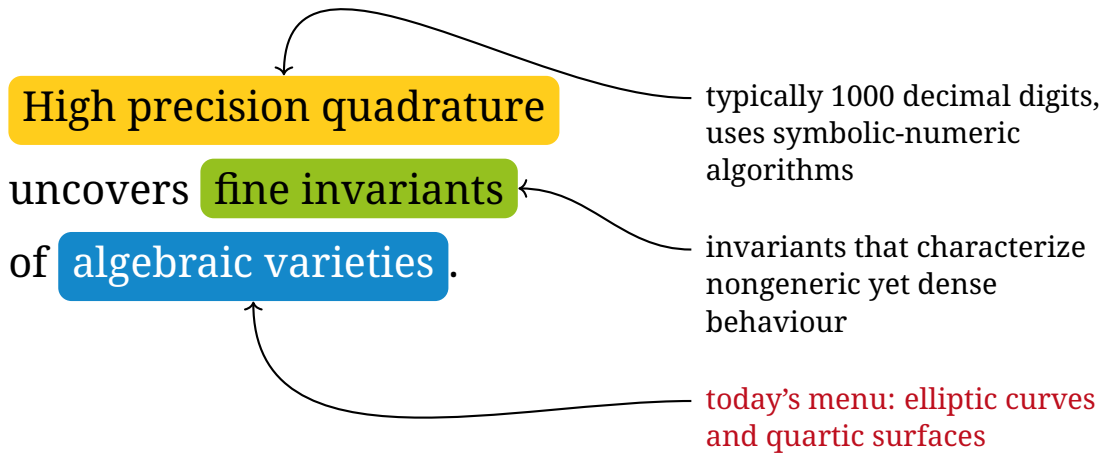 High precision quadrature
uncovers fine invariants
of algebraic varieties.
typically 1000 decimal digits,
uses symbolic-numeric
algorithms
invariants that characterize
nongeneric yet dense
behaviour
today’s menu: elliptic curves
and quartic surfaces